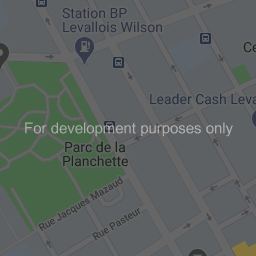 Station BP
Levallois Wilson
Ce
Leader Cash Leva
For development purposes only
Parc de la
Planchette
Rue Jacques Mazaud
Rue Pasteur